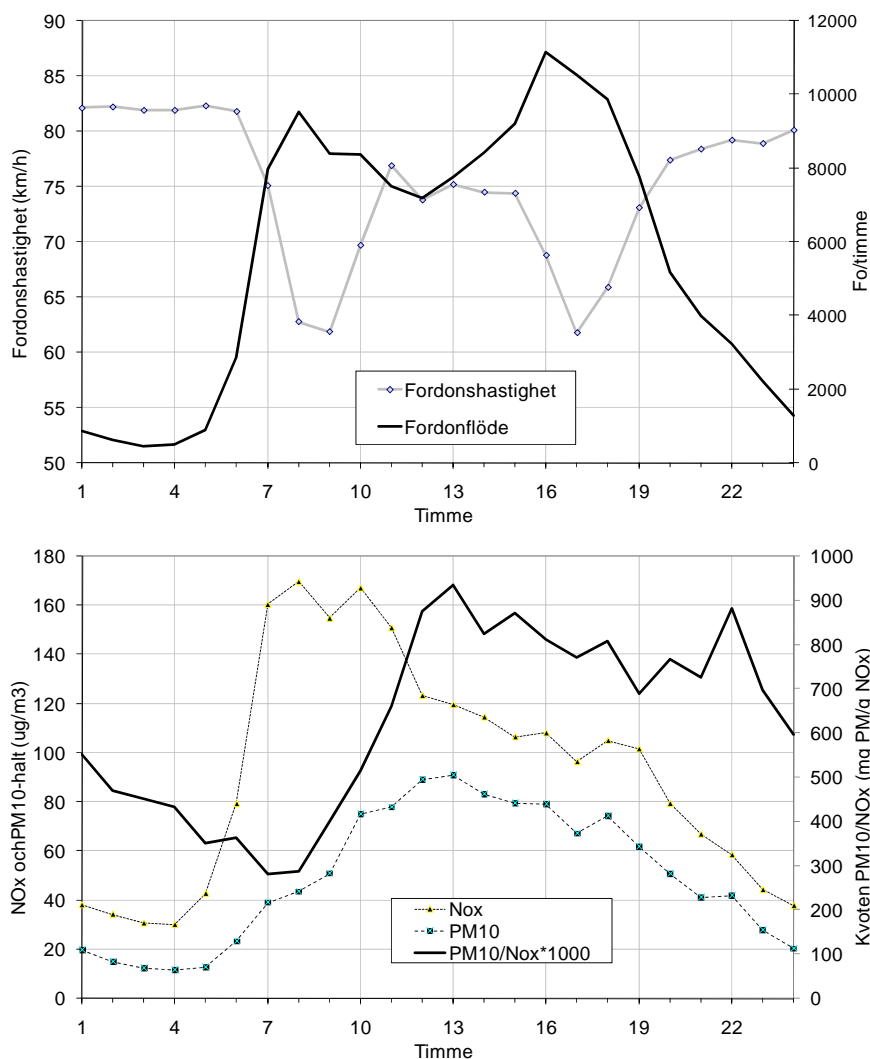 90
85
80
75
70
65
60
55
50
Fordonshastighet (km/h)
12000
10000
8000
6000
4000
2000
0
Fo/timme
Fordonshastighet
Fordonflöde
1 4 7 10 13 16 19 22
Timme
180
160
140
120
100
80
60
40
20
0
NOx ochPM10-halt (ug/m3)
1000
900
800
700
600
500
400
300
200
100
0
Kvoten PM10/NOx (mg PM/g NOx)
Nox
PM10
PM10/Nox*1000
1 4 7 10 13 16 19 22
Timme